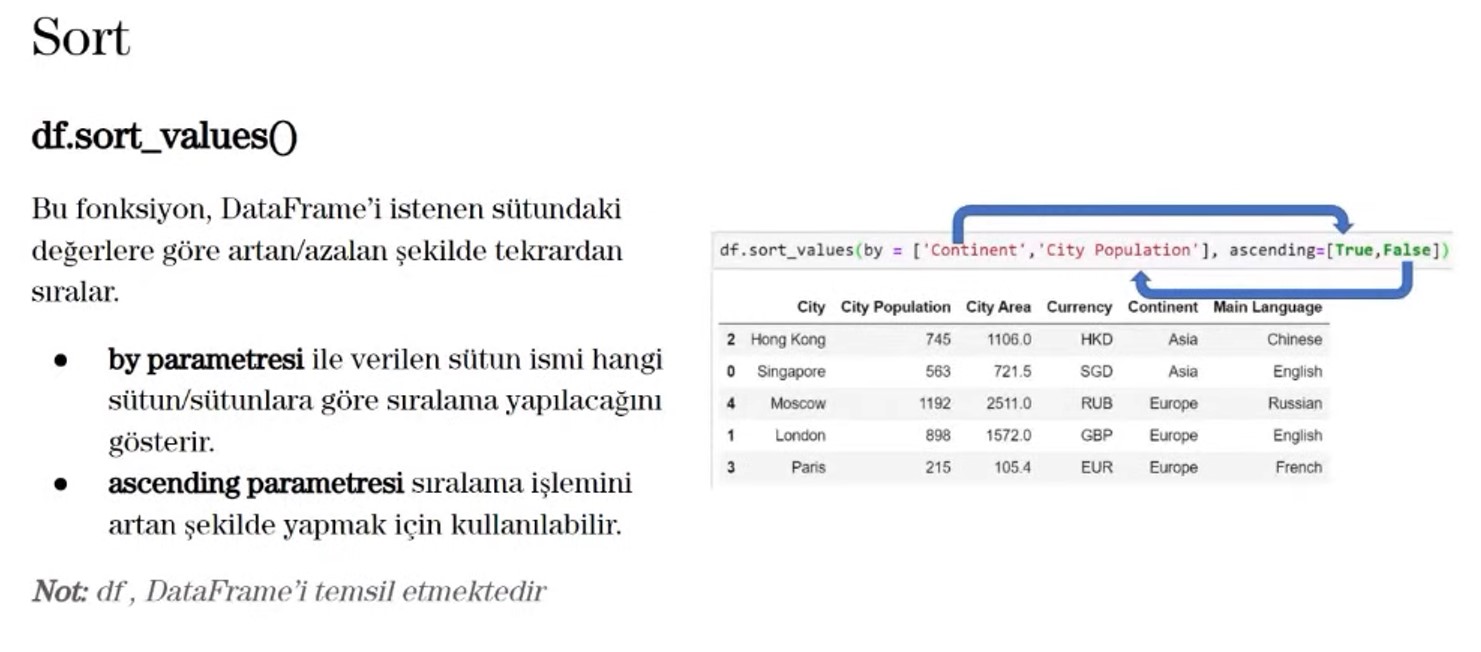 Sort
df.sort_values()
Bu fonksiyon, DataFrame’i istenen sütundaki
değerlere göre artan/azalan şekilde tekrardan
sıralar.
● by parametresi ile verilen sütun ismi hangi
sütun/sütunlara göre sıralama yapılacağını
gösterir.
● ascending parametresi sıralama işlemini
artan şekilde yapmak için kullanılabilir.
Not: df , DataFrame’i temsil etmektedir
df.sort_values(by = ['Continent','City Population'], ascending=[True,False])
City City Population City Area Currency Continent Main Language
2 Hong Kong 745 1106.0 HKD Asia Chinese
0 Singapore 563 721.5 SGD Asia English
4 Moscow 1192 2511.0 RUB Europe Russian
1 London 898 1572.0 GBP Europe English
3 Paris 215 105.4 EUR Europe French